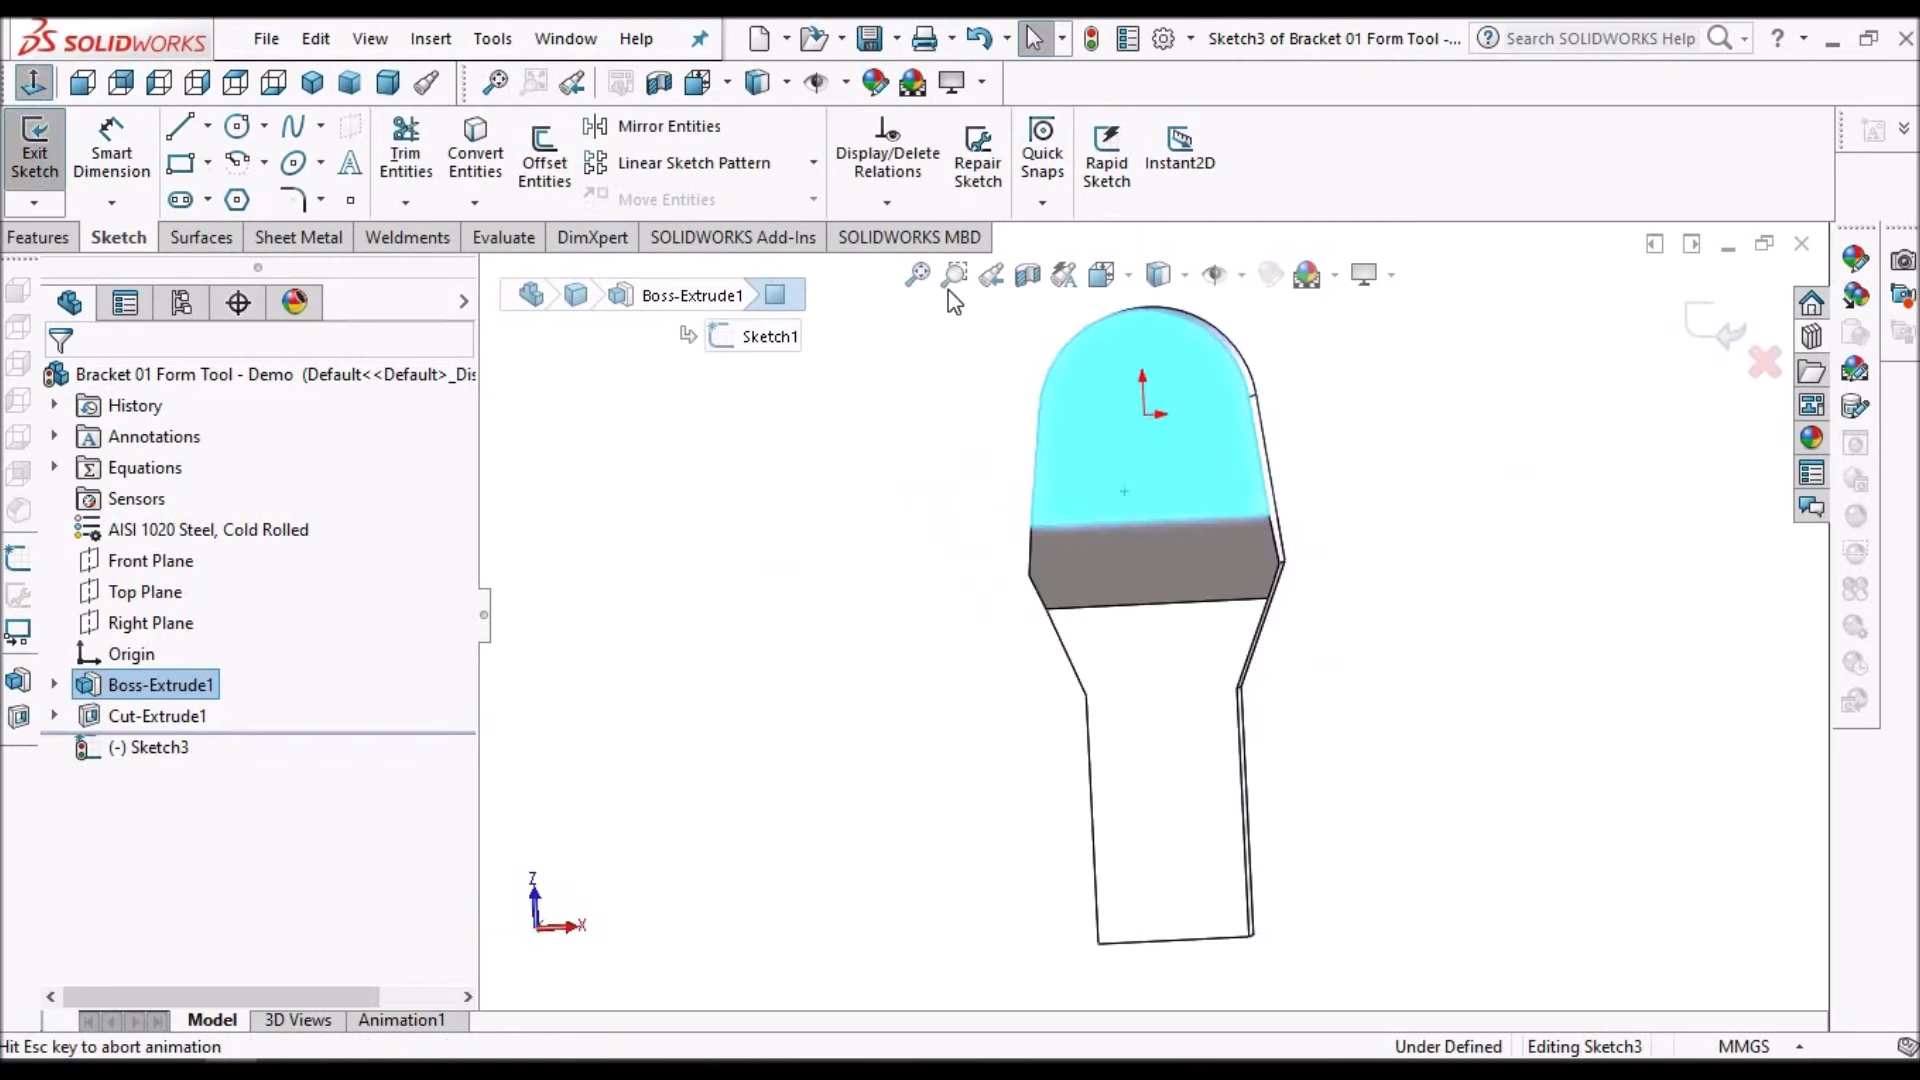 SOLIDWORKS
File Edit View Insert Tools Window Help
Sketch3 of Bracket 01 Form Tool -...
Search SOLIDWORKS Help
?
Exit Sketch
Smart Dimension
Trim Entities
Convert Entities
Offset Entities
Mirror Entities
Linear Sketch Pattern
Move Entities
Display/Delete Relations
Repair Sketch
Quick Snaps
Rapid Sketch
Instant2D
Features Sketch Surfaces Sheet Metal Weldments Evaluate DimXpert SOLIDWORKS Add-Ins SOLIDWORKS MBD
Boss-Extrude1
Sketch1
Bracket 01 Form Tool - Demo (Default<<Default>_Dis
History
Annotations
Equations
Sensors
AISI 1020 Steel, Cold Rolled
Front Plane
Top Plane
Right Plane
Origin
Boss-Extrude1
Cut-Extrude1
(-) Sketch3
Z
X
Model 3D Views Animation1
Hit Esc key to abort animation
Under Defined Editing Sketch3 MMGS